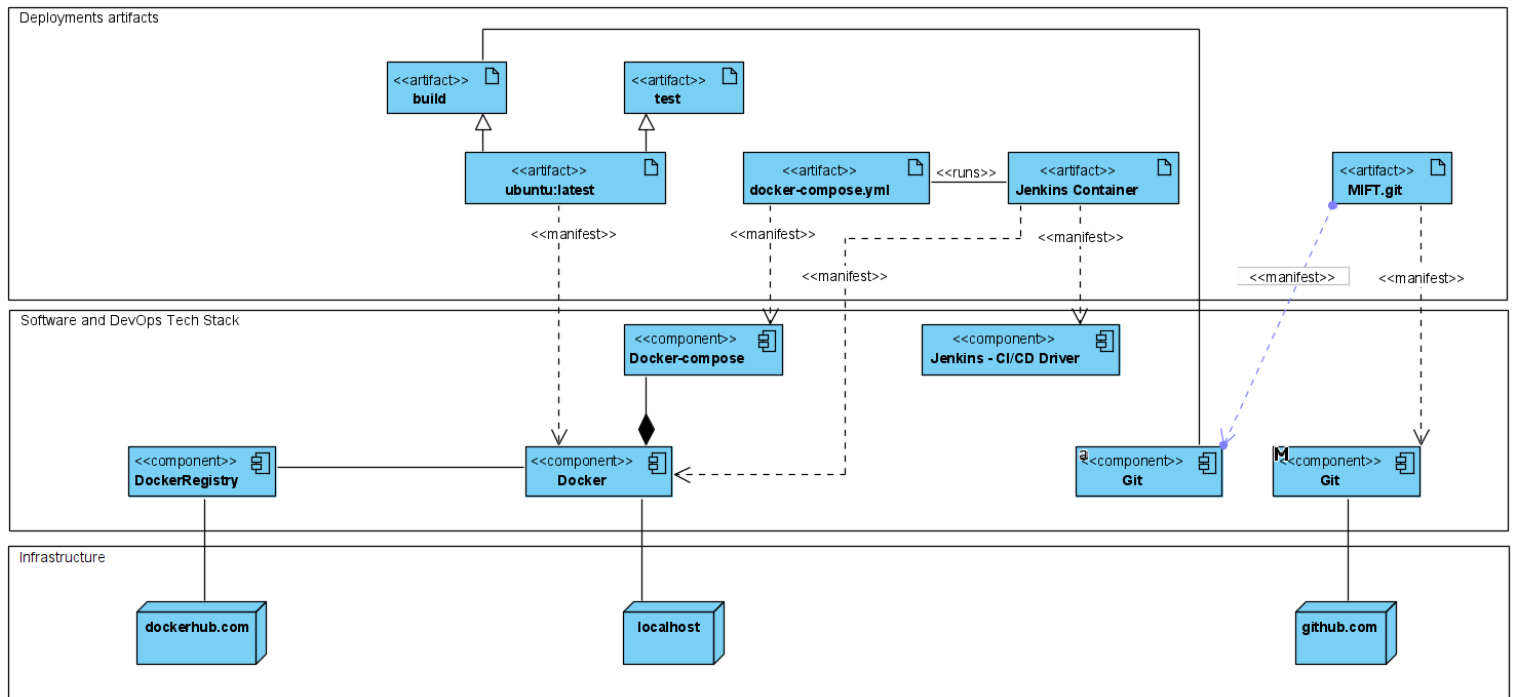 Deployments artifacts
<<artifact>>
build
<<artifact>>
test
<<artifact>>
ubuntu:latest
<<artifact>>
docker-compose.yml
<<runs>>
<<artifact>>
Jenkins Container
<<artifact>>
MIFT.git
<<manifest>>
<<manifest>>
<<manifest>>
<<manifest>>
<<manifest>>
<<manifest>>
Software and DevOps Tech Stack
<<component>>
Docker-compose
<<component>>
Jenkins - CI/CD Driver
<<component>>
DockerRegistry
<<component>>
Docker
a
<<component>>
Git
M
<<component>>
Git
Infrastructure
dockerhub.com
localhost
github.com